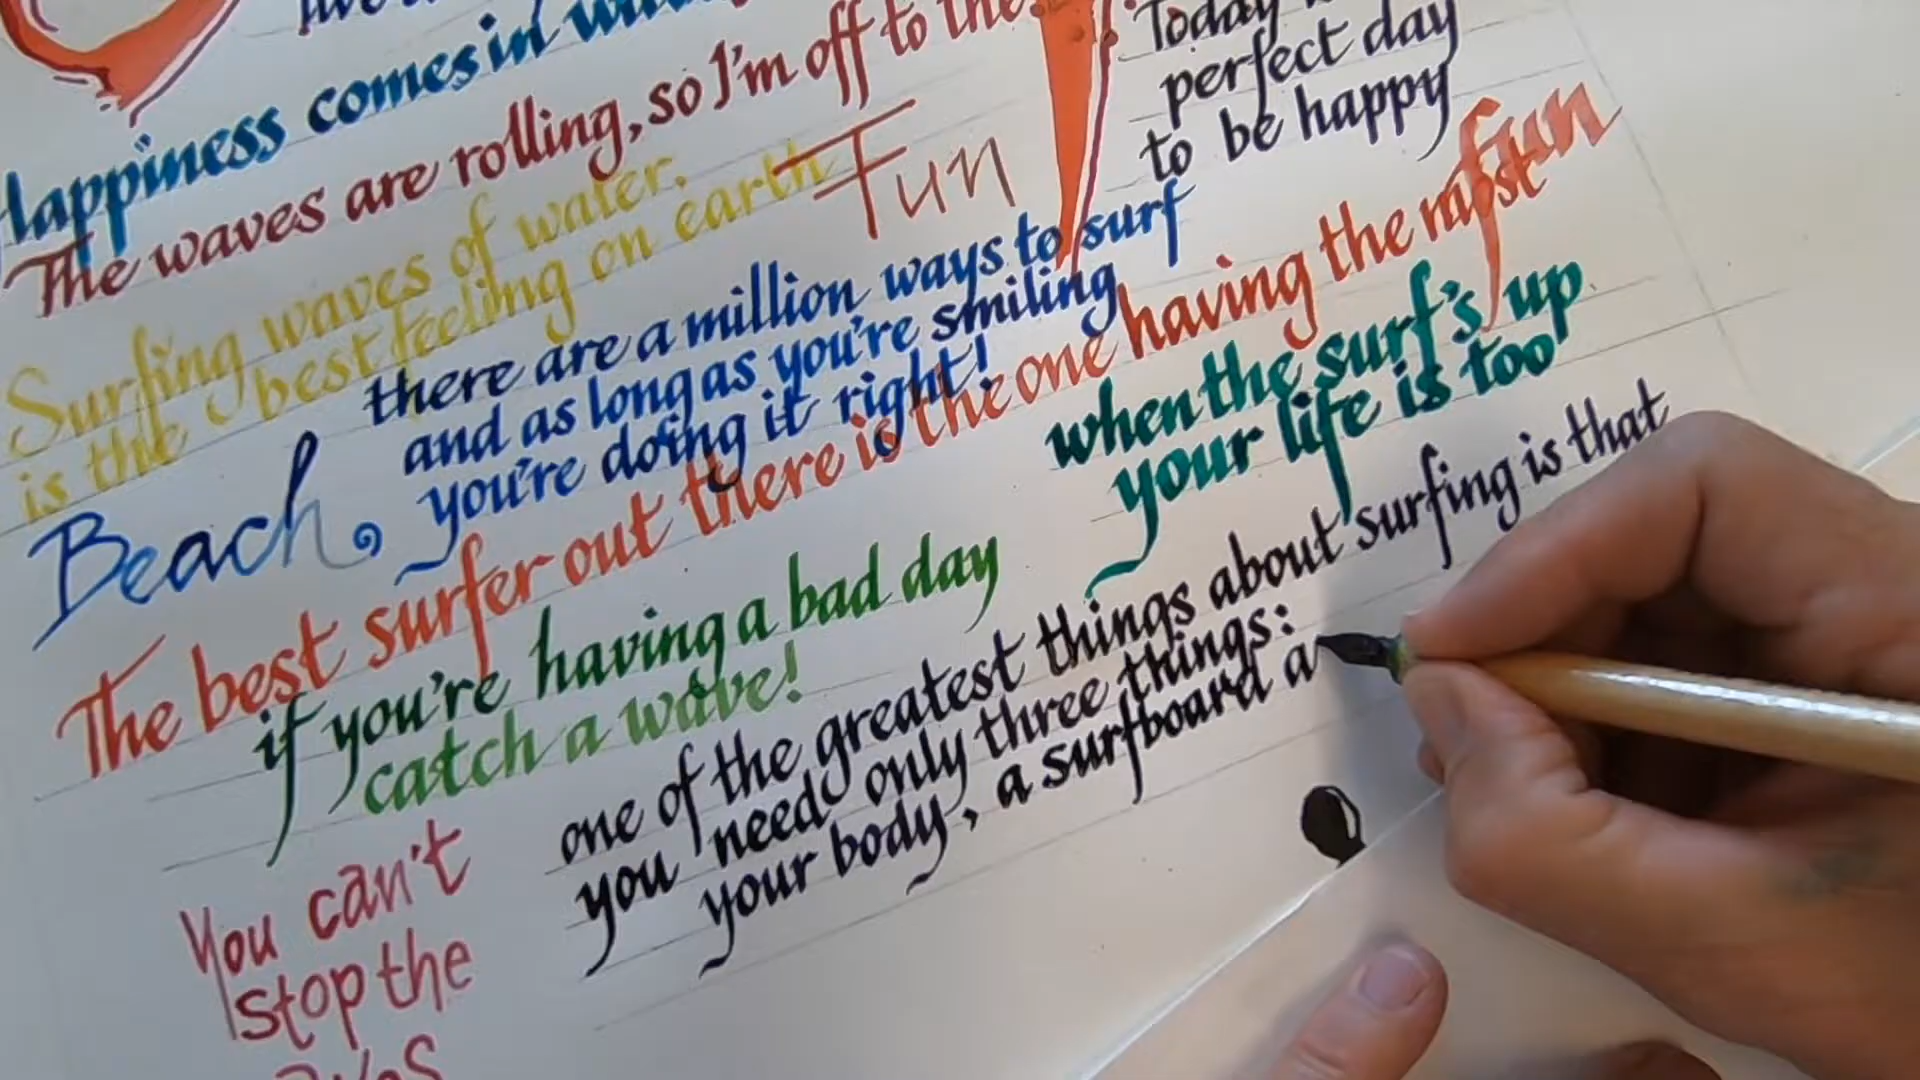 Happiness comes in
The waves are rolling, so I'm off to the
Today
perfect day
to be happy
Surfing waves of water.
is the best feeling on earth
Fun
there are a million ways to surf
and as long as you're smiling
you're doing it right!
Beach,
The best surfer out there is the one having the most fun
when the surf's up
your life is too
if you're having a bad day
catch a wave!
one of the greatest things about surfing is that
you need only three things:
your body, a surfboard a
You can't
stop the